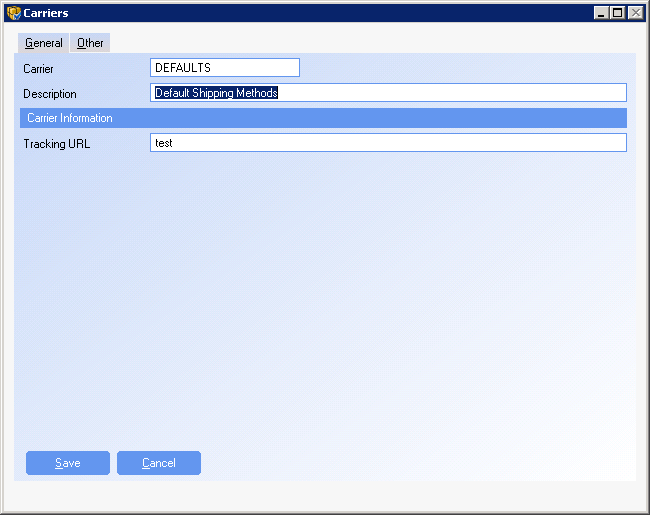 Carriers
General Other
Carrier DEFAULTS
Description Default Shipping Methods
Carrier Information
Tracking URL test
Save Cancel